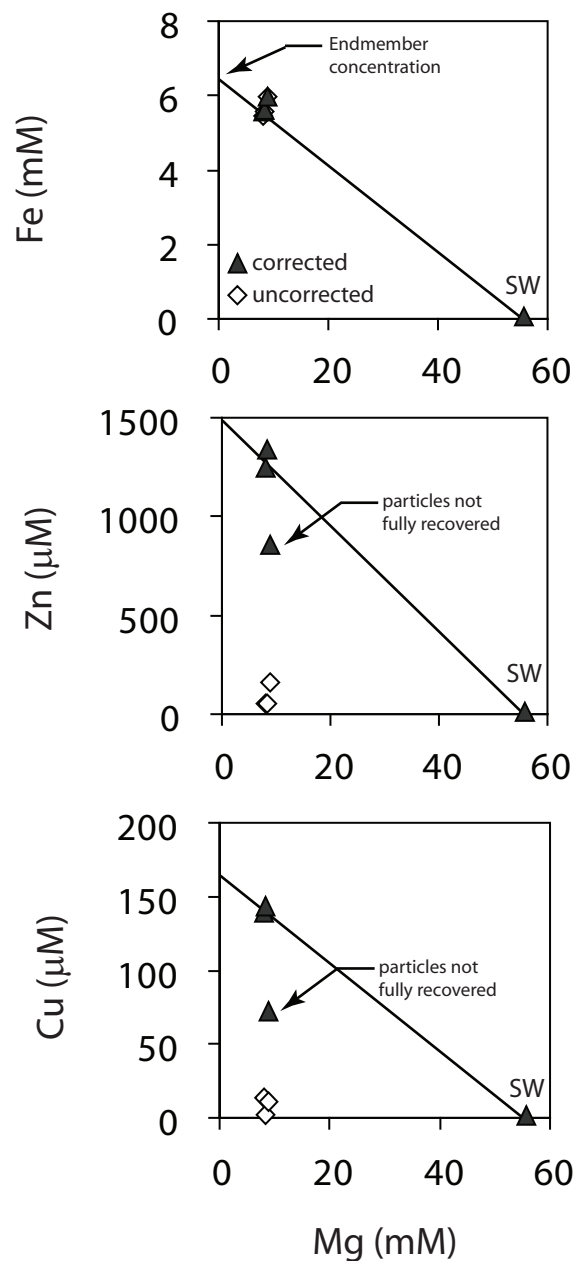 8
6
4
2
0
Fe (mM)
Endmember
concentration
corrected
uncorrected
SW
0 20 40 60
1500
1000
500
0
Zn (μM)
particles not
fully recovered
SW
0 20 40 60
200
150
100
50
0
Cu (μM)
particles not
fully recovered
SW
0 20 40 60
Mg (mM)